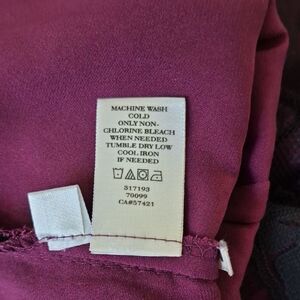 MACHINE WASH
COLD
ONLY NON-
CHLORINE BLEACH
WHEN NEEDED
TUMBLE DRY LOW
COOL IRON
IF NEEDED
317193
70099
CA#57421